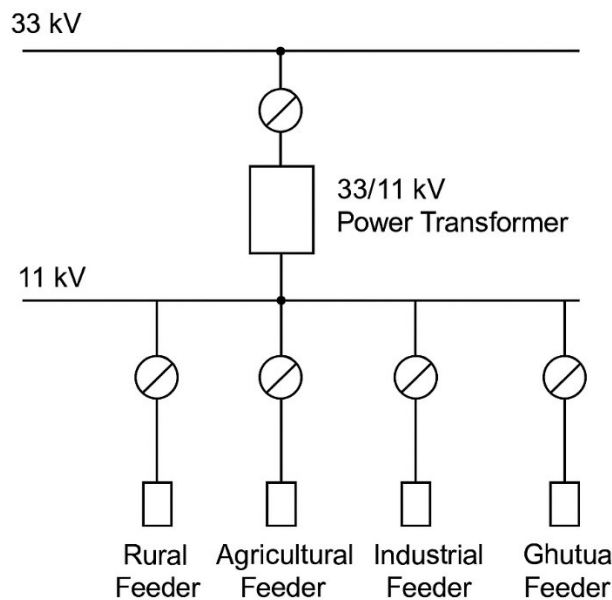 33 kV
33/11 kV
Power Transformer
11 kV
Rural
Feeder
Agricultural
Feeder
Industrial
Feeder
Ghutua
Feeder